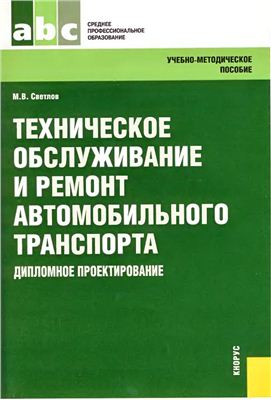 abc
СРЕДНЕЕ
ПРОФЕССИОНАЛЬНОЕ
ОБРАЗОВАНИЕ
УЧЕБНО-МЕТОДИЧЕСКОЕ
ПОСОБИЕ
М.В. Светлов
ТЕХНИЧЕСКОЕ
ОБСЛУЖИВАНИЕ
И РЕМОНТ
АВТОМОБИЛЬНОГО
ТРАНСПОРТА
ДИПЛОМНОЕ ПРОЕКТИРОВАНИЕ
КНОРУС